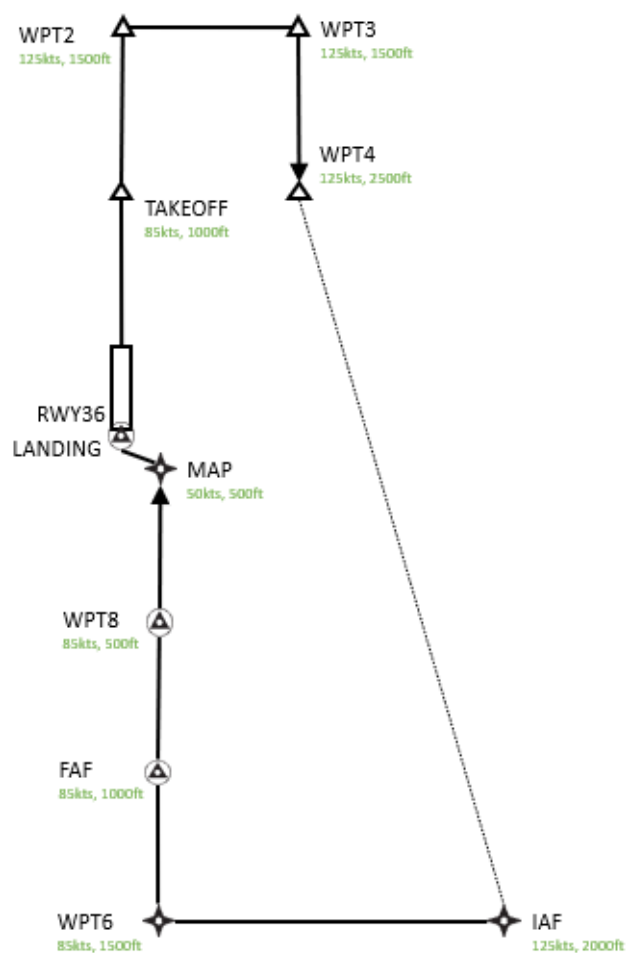 WPT2
125kts, 1500ft
WPT3
125kts, 1500ft
WPT4
125kts, 2500ft
TAKEOFF
85kts, 1000ft
RWY36
LANDING
MAP
50kts, 500ft
WPT8
85kts, 500ft
FAF
85kts, 1000ft
WPT6
85kts, 1500ft
IAF
125kts, 2000ft